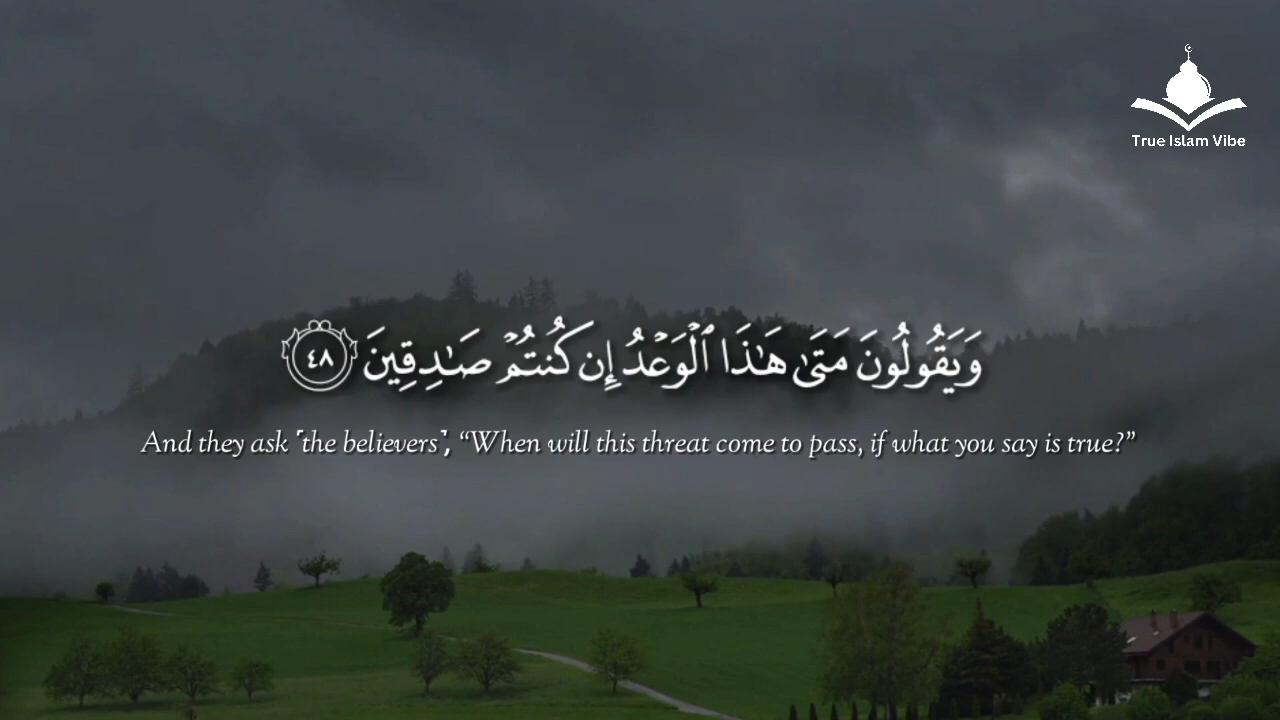 True Islam Vibe
وَيَقُولُونَ مَتَىٰ هَـٰذَا ٱلْوَعْدُ إِن كُنتُمْ صَـٰدِقِينَ ٤٨
And they ask ˹the believers˺, “When will this threat come to pass, if what you say is true?”